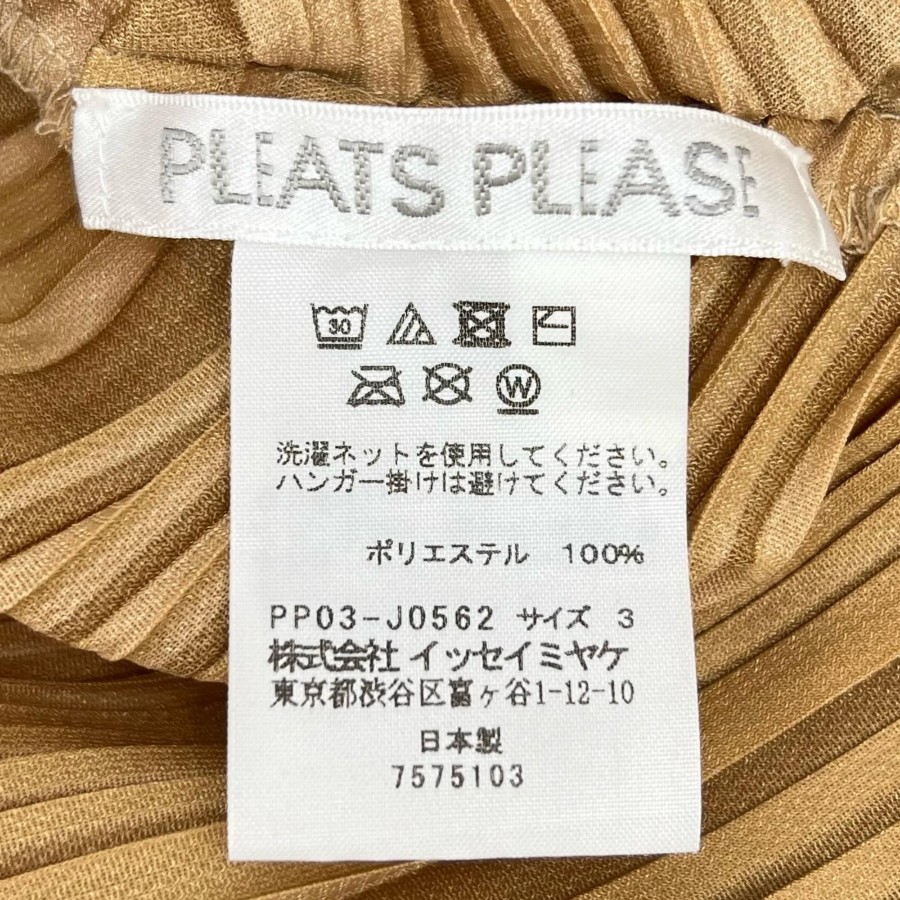 PLEATS PLEASE
30
W
洗濯ネットを使用してください。
ハンガー掛けは避けてください。
ポリエステル 100%
PP03-J0562 サイズ 3
株式会社 イッセイミヤケ
東京都渋谷区富ヶ谷1-12-10
日本製
7575103